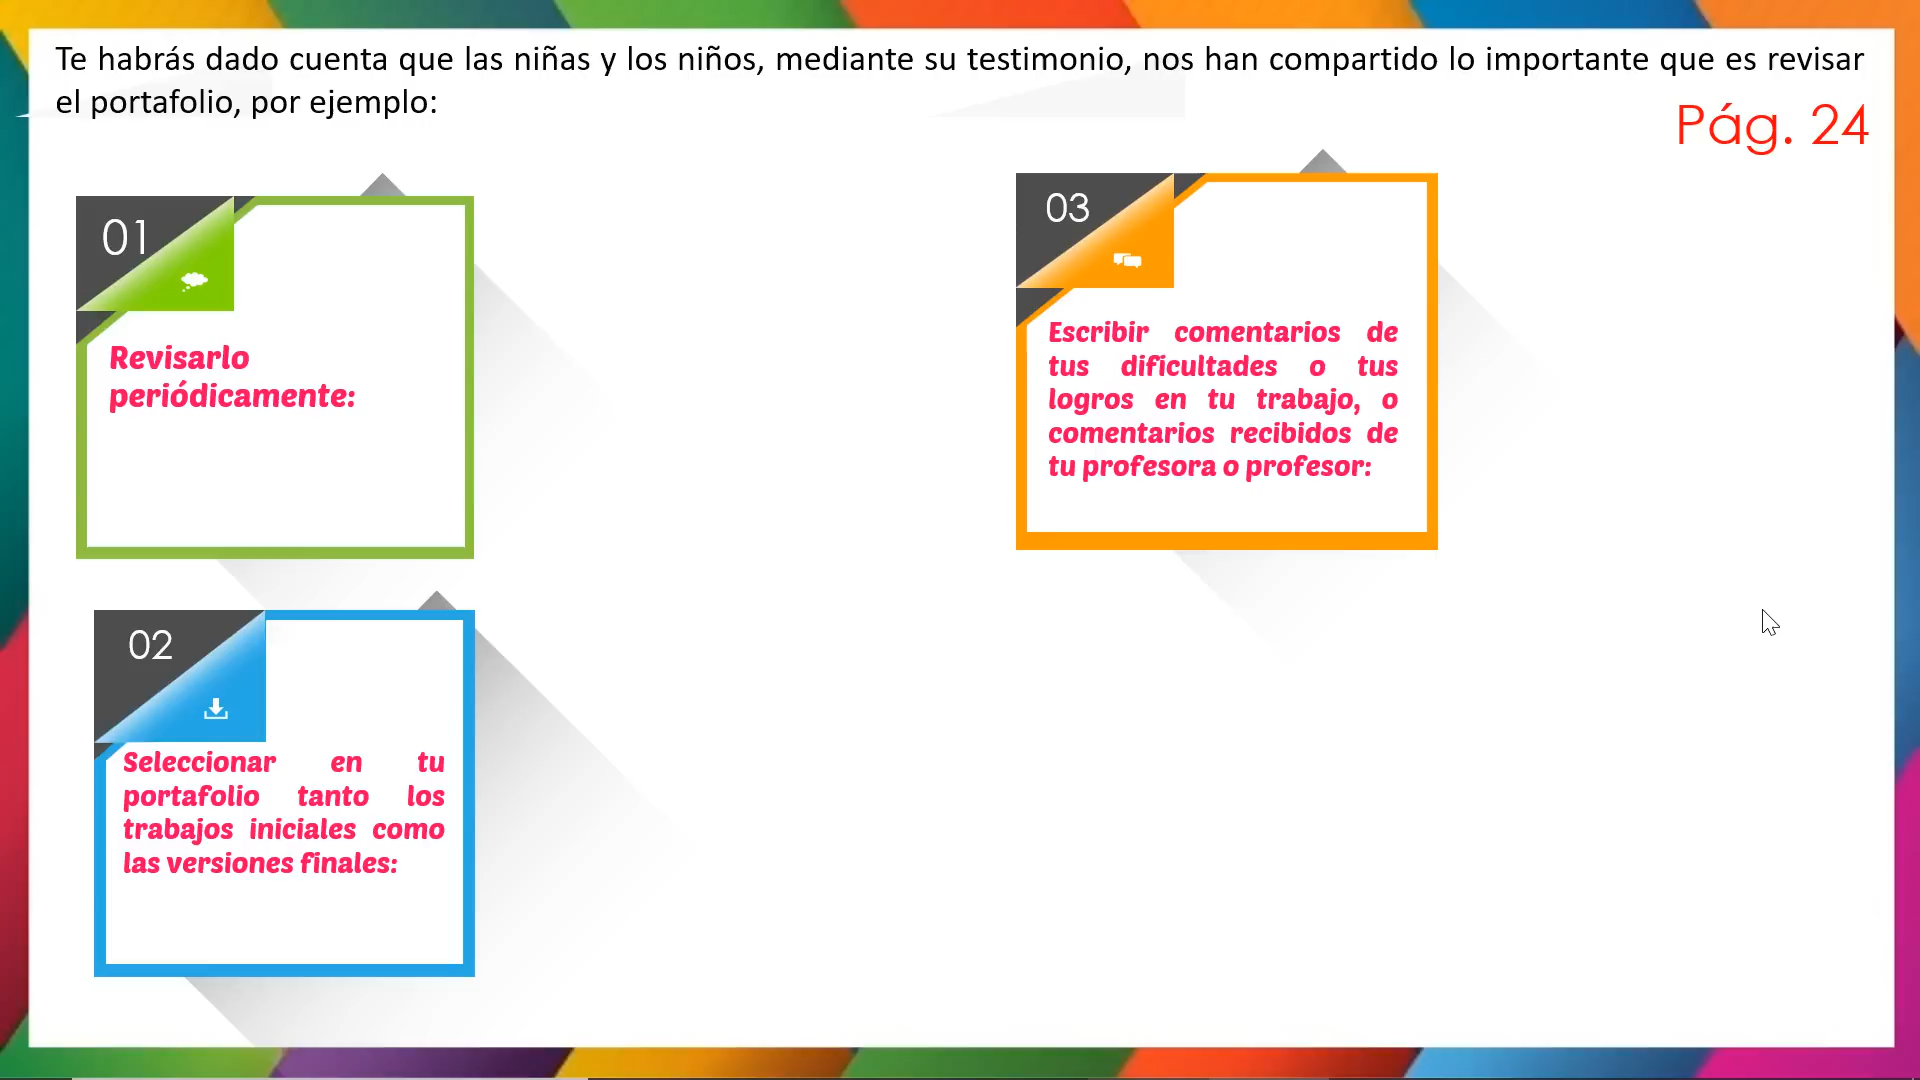 Te habrás dado cuenta que las niñas y los niños, mediante su testimonio, nos han compartido lo importante que es revisar
el portafolio, por ejemplo:
Pág. 24
01
Revisarlo
periódicamente:
02
Seleccionar en tu
portafolio tanto los
trabajos iniciales como
las versiones finales:
03
Escribir comentarios de
tus dificultades o tus
logros en tu trabajo, o
comentarios recibidos de
tu profesora o profesor: